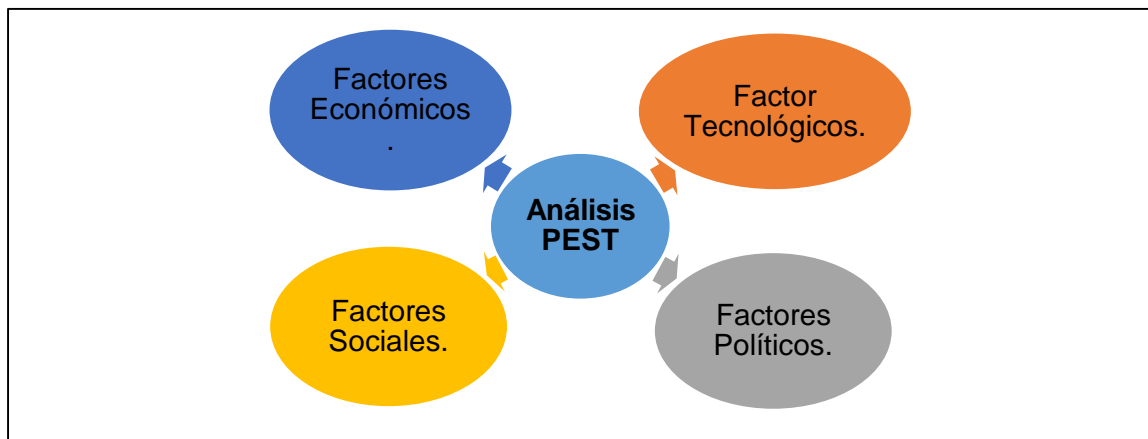 Factores
Económicos
.
Factor
Tecnológicos.
Análisis
PEST
Factores
Sociales.
Factores
Políticos.